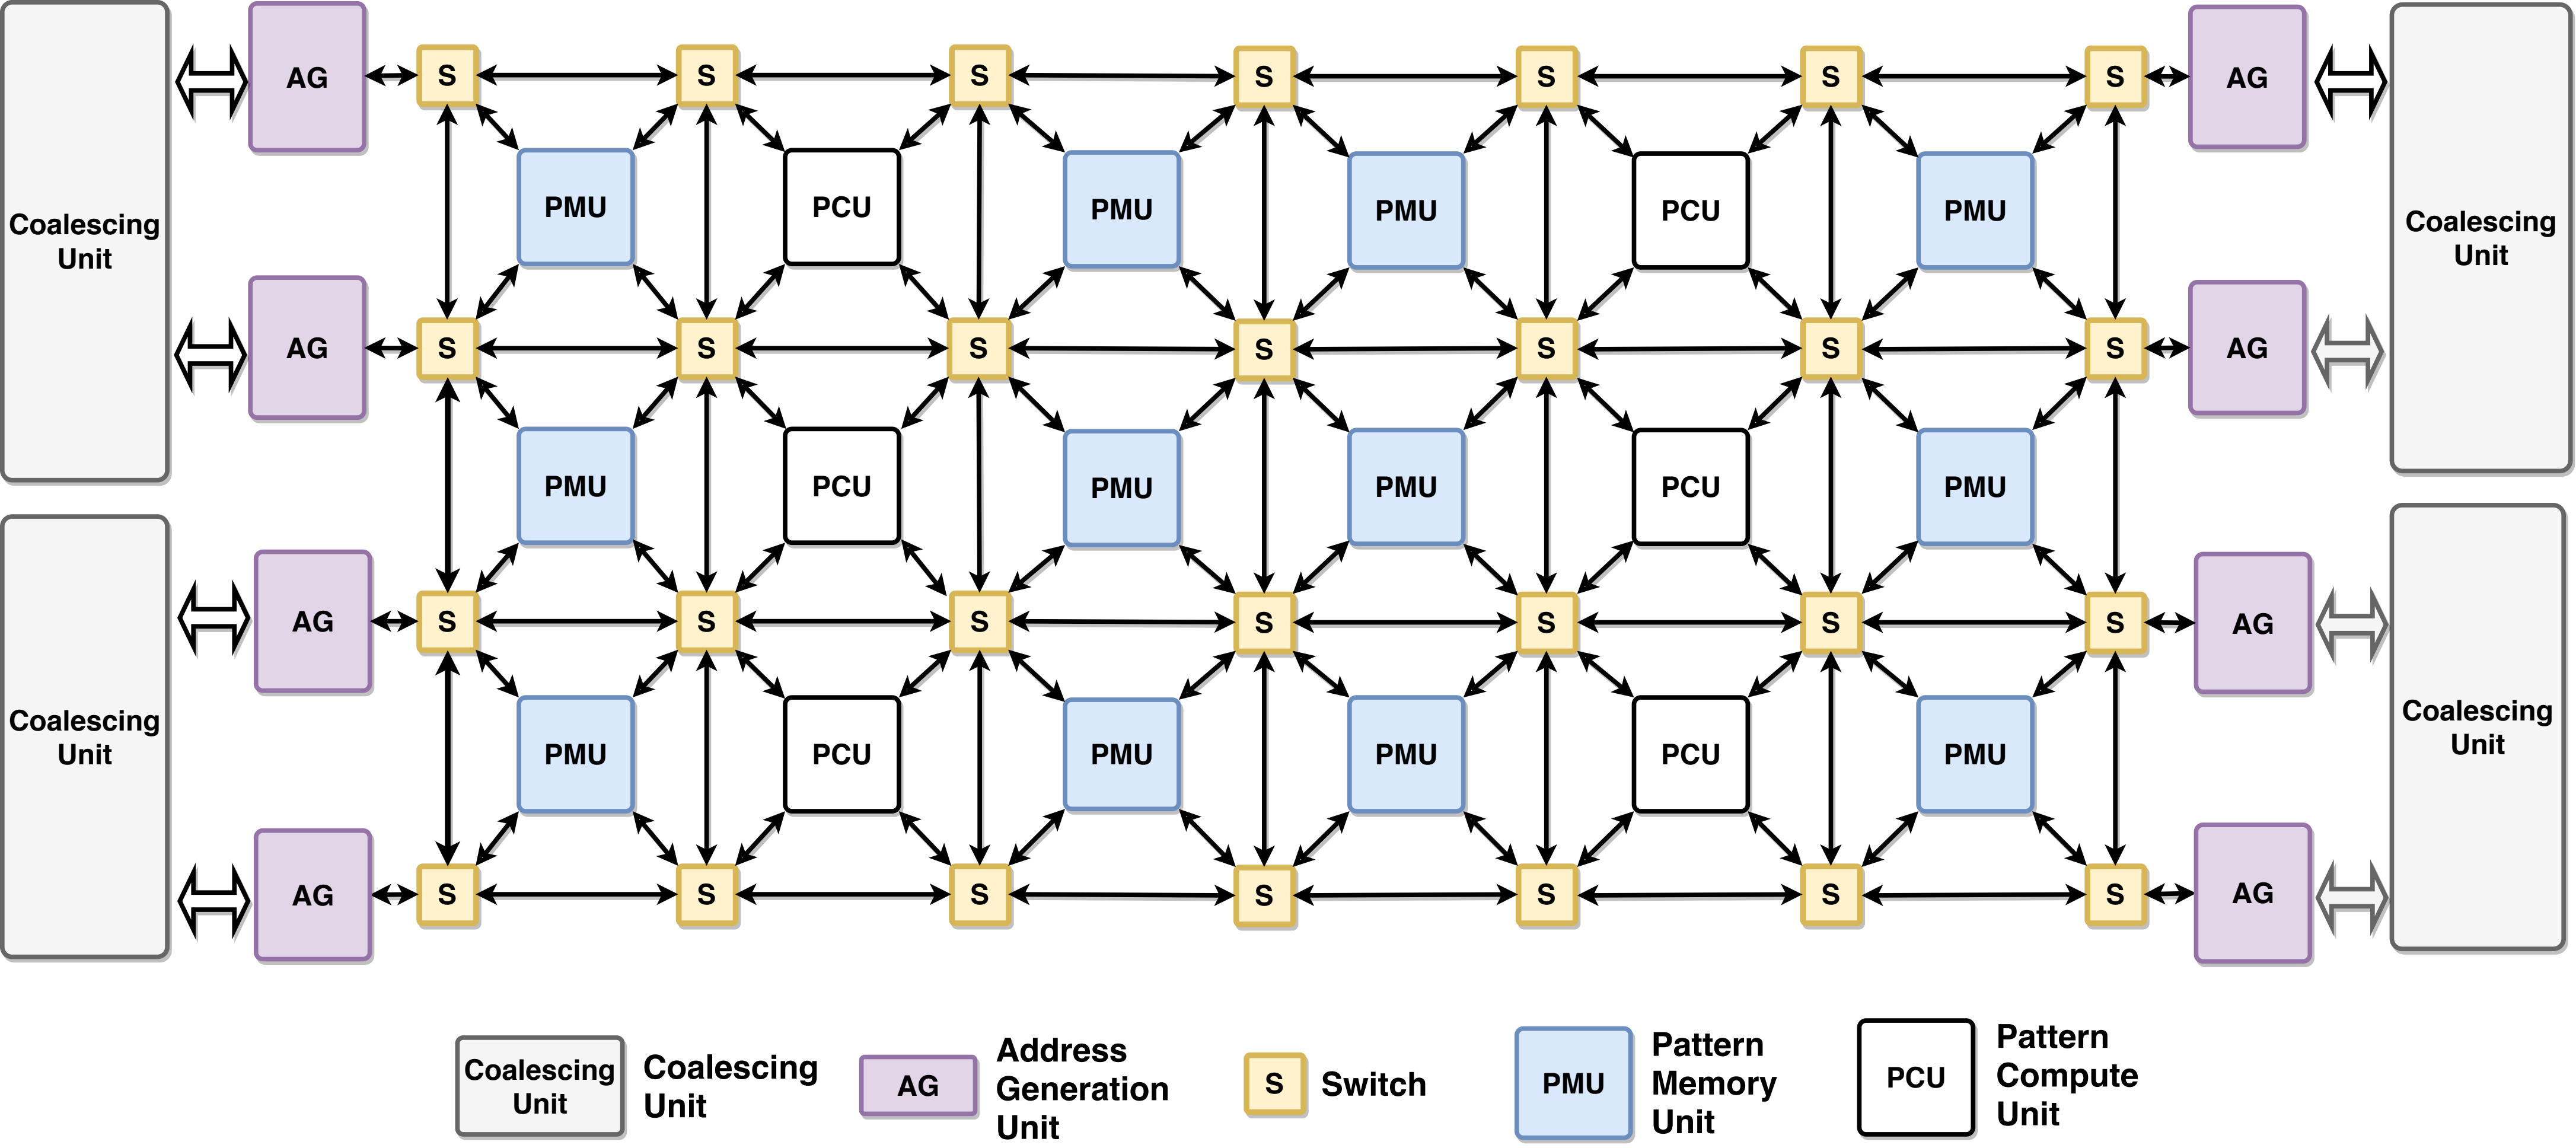 AG S S S S S S S AG
PMU PCU PMU PMU PCU PMU
Coalescing
Unit
Coalescing
Unit
AG S S S S S S S AG
PMU PCU PMU PMU PCU PMU
AG S S S S S S S AG
Coalescing
Unit
Coalescing
Unit
PMU PCU PMU PMU PCU PMU
AG S S S S S S S AG
Coalescing
Unit
Coalescing
Unit
AG
Address
Generation
Unit
S
Switch
PMU
Pattern
Memory
Unit
PCU
Pattern
Compute
Unit